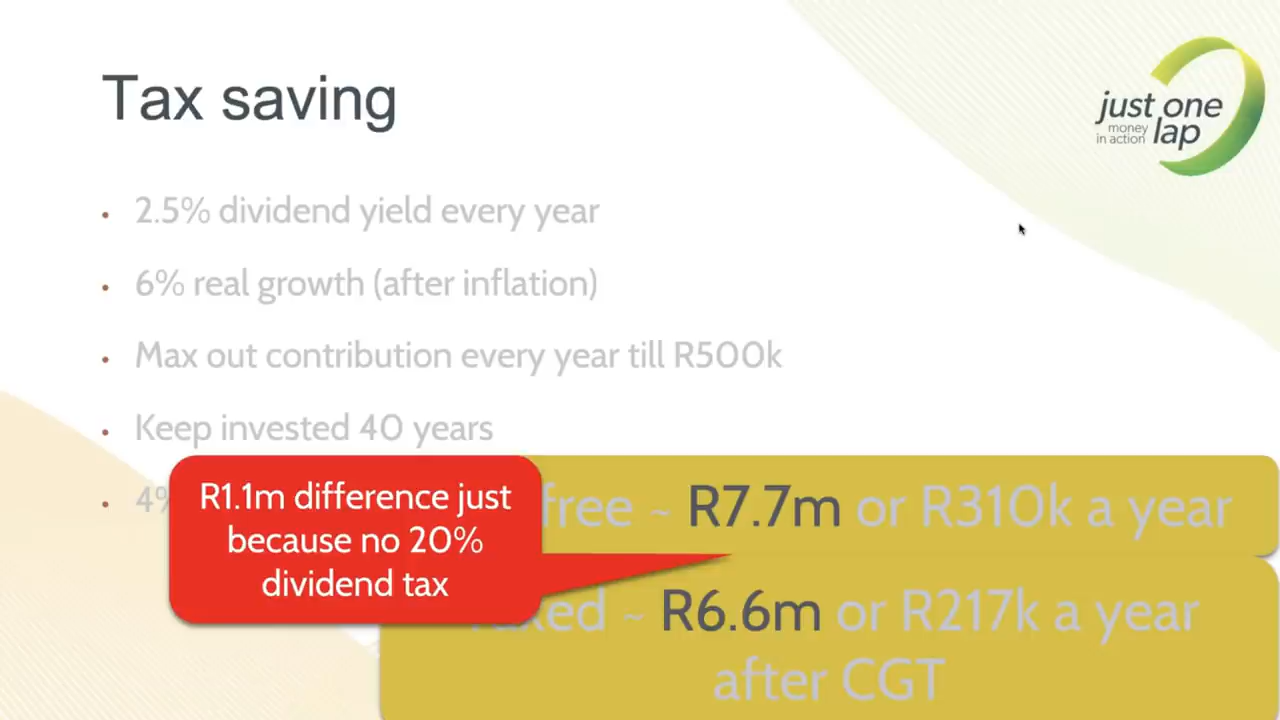 Tax saving
just one
money
in action lap
• 2.5% dividend yield every year
• 6% real growth (after inflation)
• Max out contribution every year till R500k
• Keep invested 40 years
• 4%
R1.1m difference just
because no 20%
dividend tax
free ~ R7.7m or R310k a year
~ R6.6m or R217k a year
after CGT